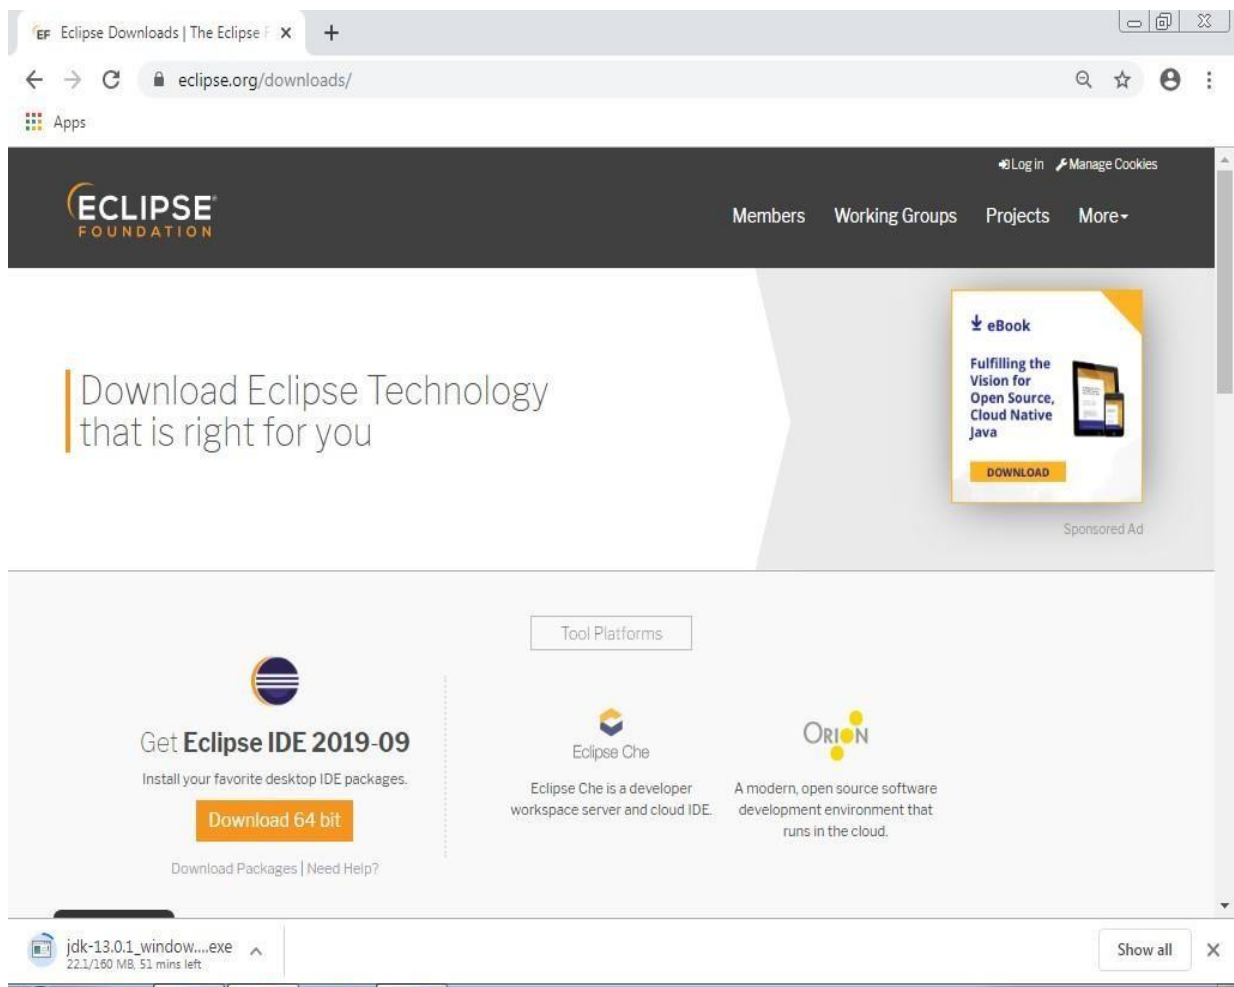 EF Eclipse Downloads | The Eclipse F
eclipse.org/downloads/
Apps
Log in Manage Cookies
ECLIPSE®
FOUNDATION
Members Working Groups Projects More
eBook
Fulfilling the
Vision for
Open Source,
Cloud Native
Java
DOWNLOAD
Sponsored Ad
Download Eclipse Technology
that is right for you
Tool Platforms
Get Eclipse IDE 2019-09
Install your favorite desktop IDE packages.
Download 64 bit
Download Packages | Need Help?
Eclipse Che
Eclipse Che is a developer
workspace server and cloud IDE.
ORION
A modern, open source software
development environment that
runs in the cloud.
jdk-13.0.1_window....exe
22.1/160 MB, 51 mins left
Show all